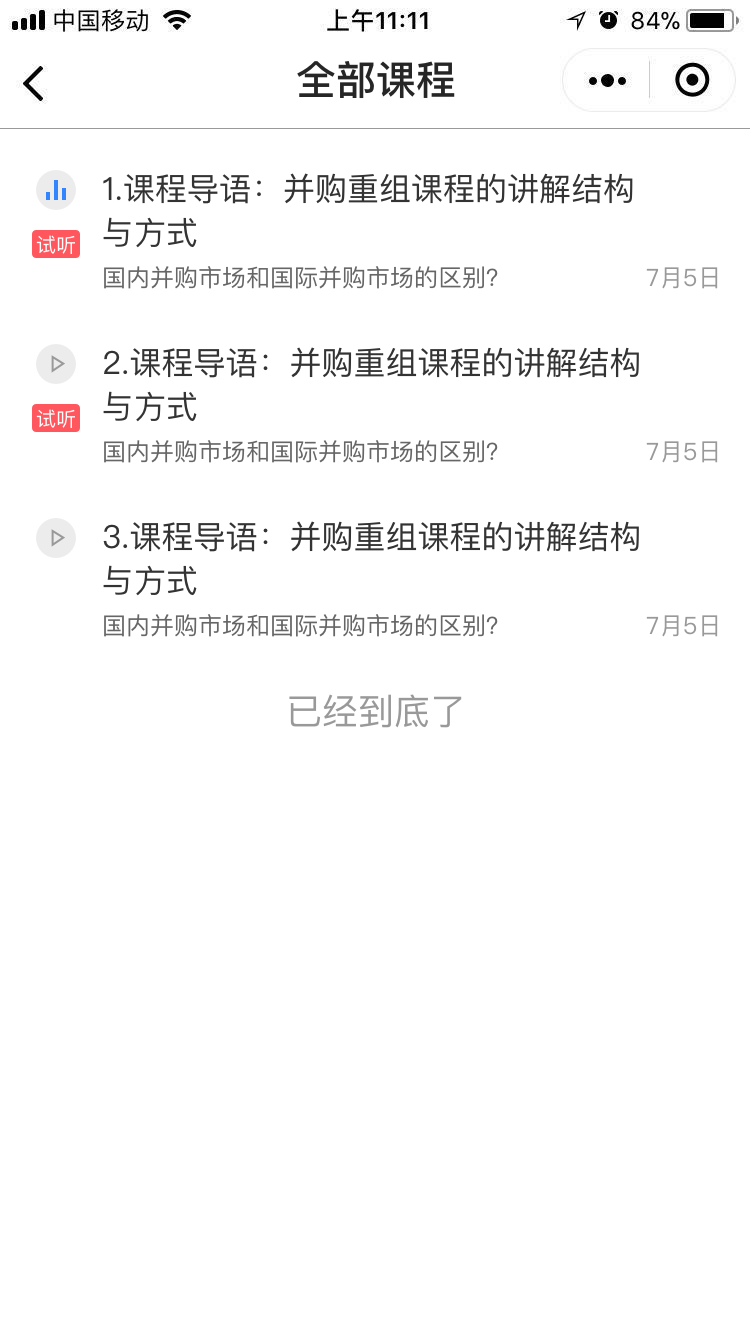 中国移动
上午11:11
84%
全部课程
1.课程导语：并购重组课程的讲解结构
与方式
试听
国内并购市场和国际并购市场的区别?
7月5日
2.课程导语：并购重组课程的讲解结构
与方式
试听
国内并购市场和国际并购市场的区别?
7月5日
3.课程导语：并购重组课程的讲解结构
与方式
国内并购市场和国际并购市场的区别?
7月5日
已经到底了